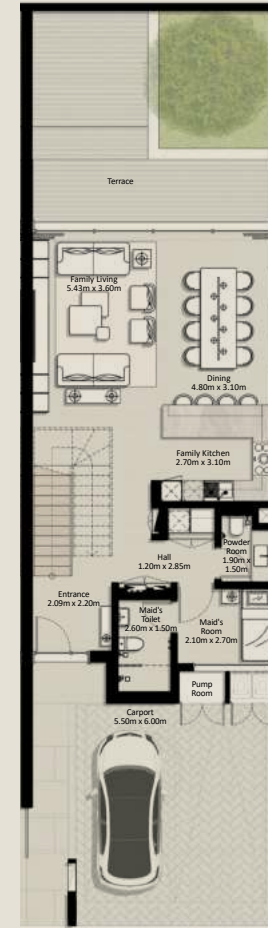 Terrace
Family Living
5.43m x 3.60m
Dining
4.80m x 3.10m
Family Kitchen
2.70m x 3.10m
Powder
Room
1.90m x
1.50m
Hall
1.20m x 2.85m
Entrance
2.09m x 2.20m
Maid's
Toilet
2.60m x 1.50m
Maid's
Room
2.10m x 2.70m
Pump
Room
Carport
5.50m x 6.00m